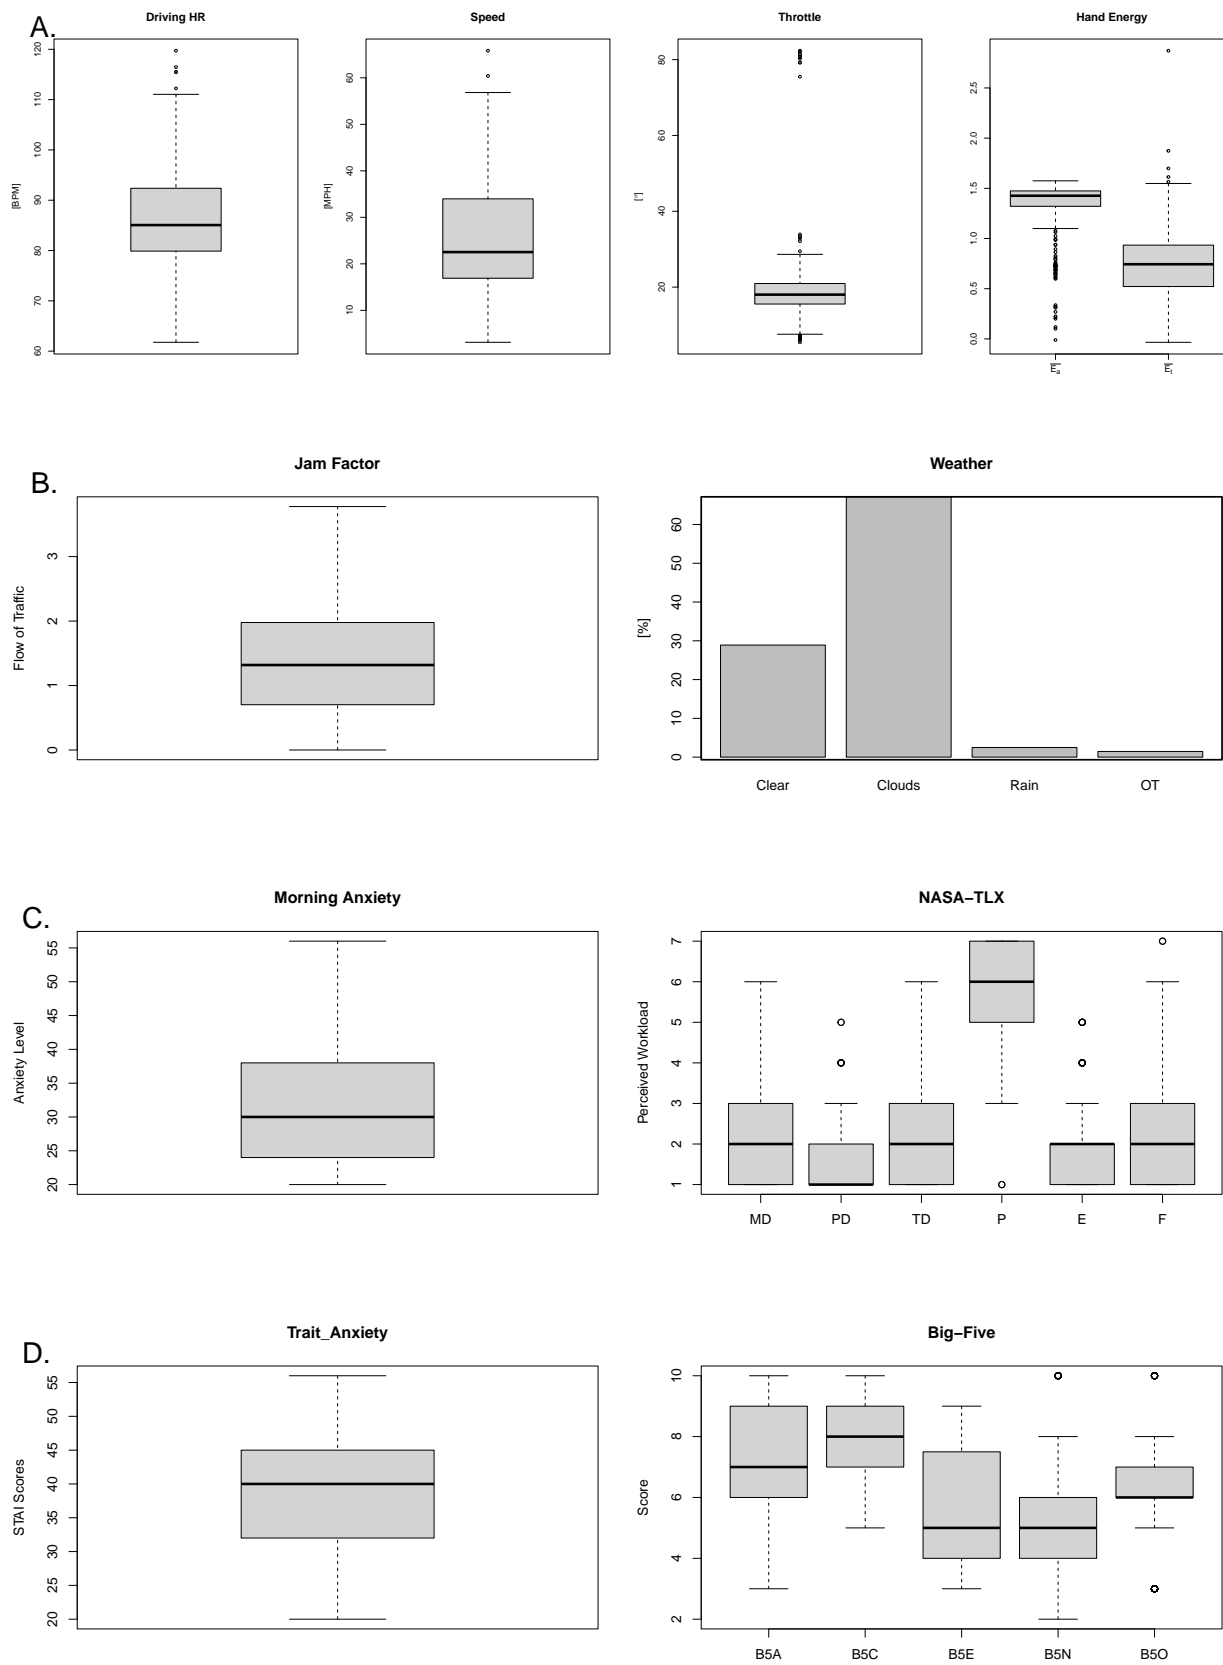 A.
Driving HR
Speed
Throttle
Hand Energy
[BPM]
60
70
80
90
100
110
120
[MPH]
10
20
30
40
50
60
[°]
20
40
60
80
0.0
0.5
1.0
1.5
2.0
2.5
E_a
E_t
B.
Jam Factor
Weather
Flow of Traffic
0
1
2
3
[%]
0
10
20
30
40
50
60
Clear
Clouds
Rain
OT
C.
Morning Anxiety
NASA−TLX
Anxiety Level
20
25
30
35
40
45
50
55
Perceived Workload
1
2
3
4
5
6
7
MD
PD
TD
P
E
F
D.
Trait_Anxiety
Big−Five
STAI Scores
20
25
30
35
40
45
50
55
Score
2
4
6
8
10
B5A
B5C
B5E
B5N
B5O